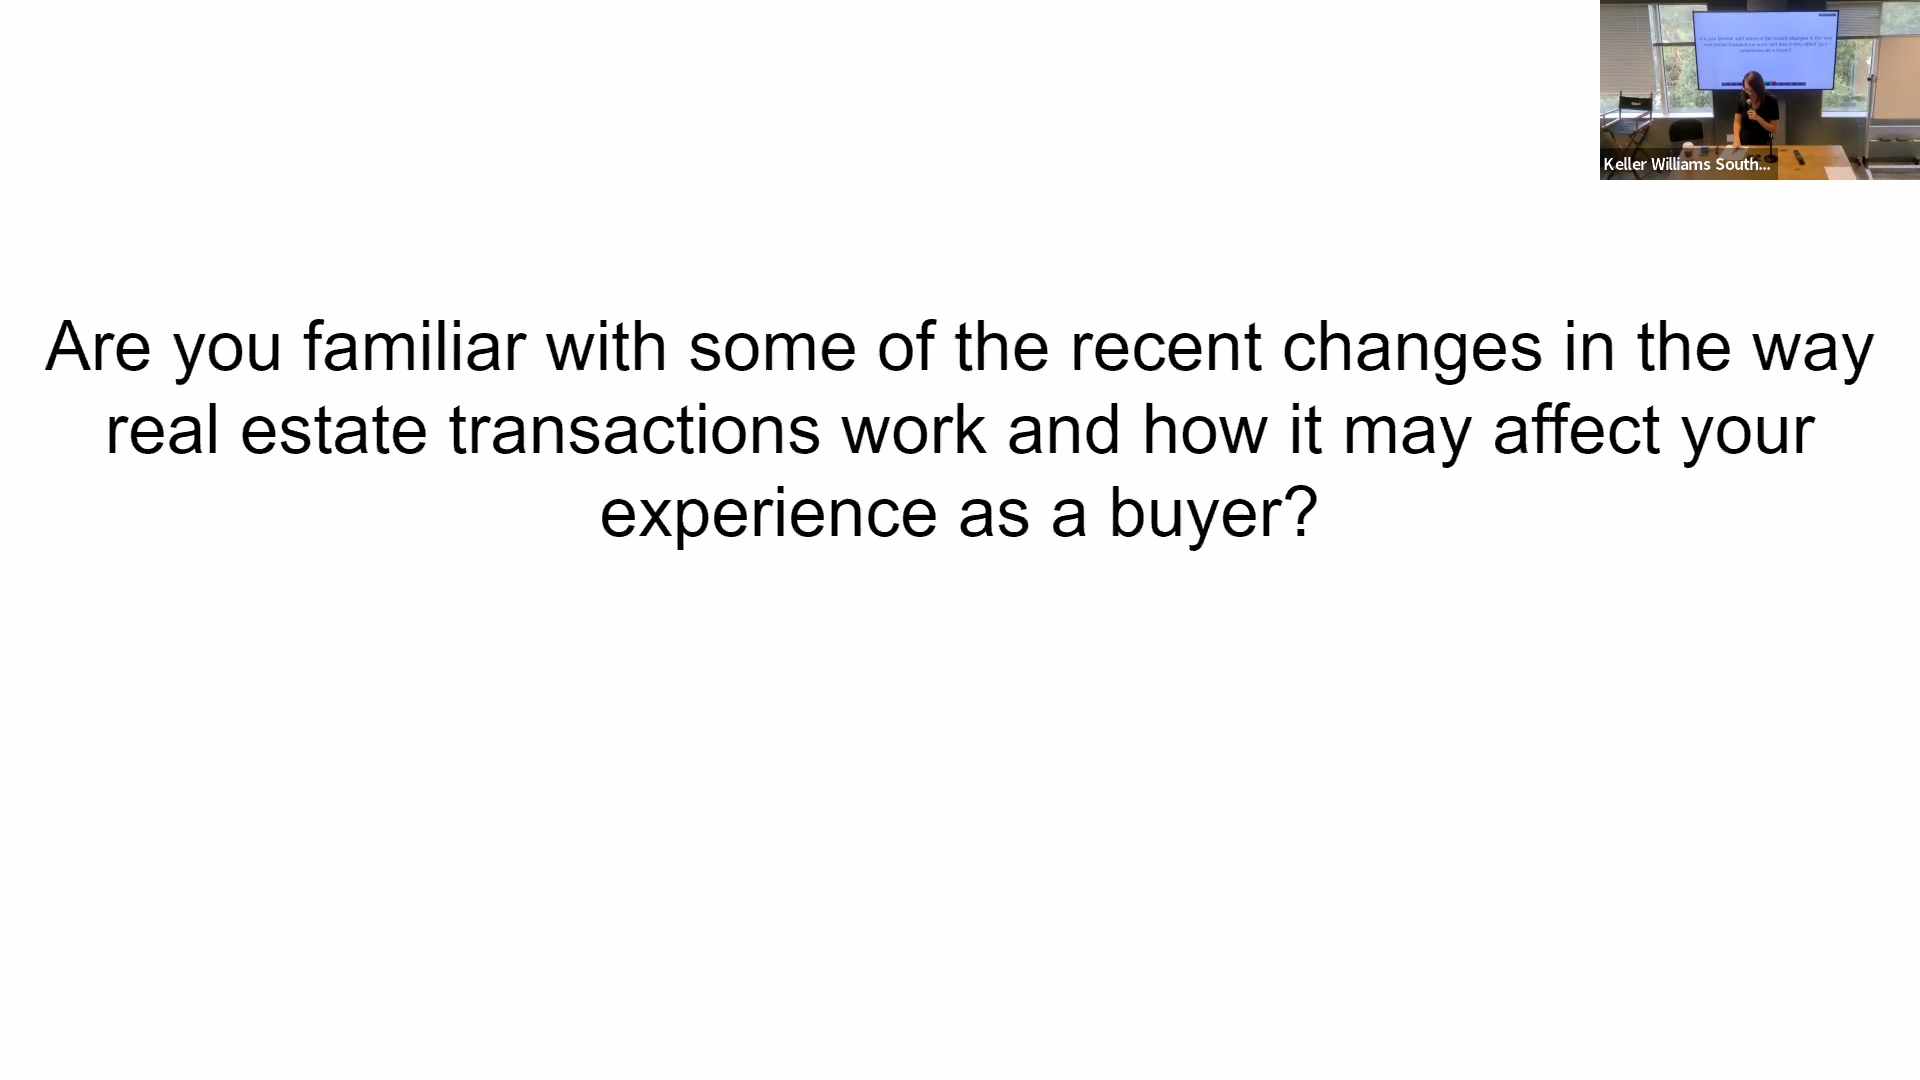 Keller Williams South...
Are you familiar with some of the recent changes in the way
real estate transactions work and how it may affect your
experience as a buyer?